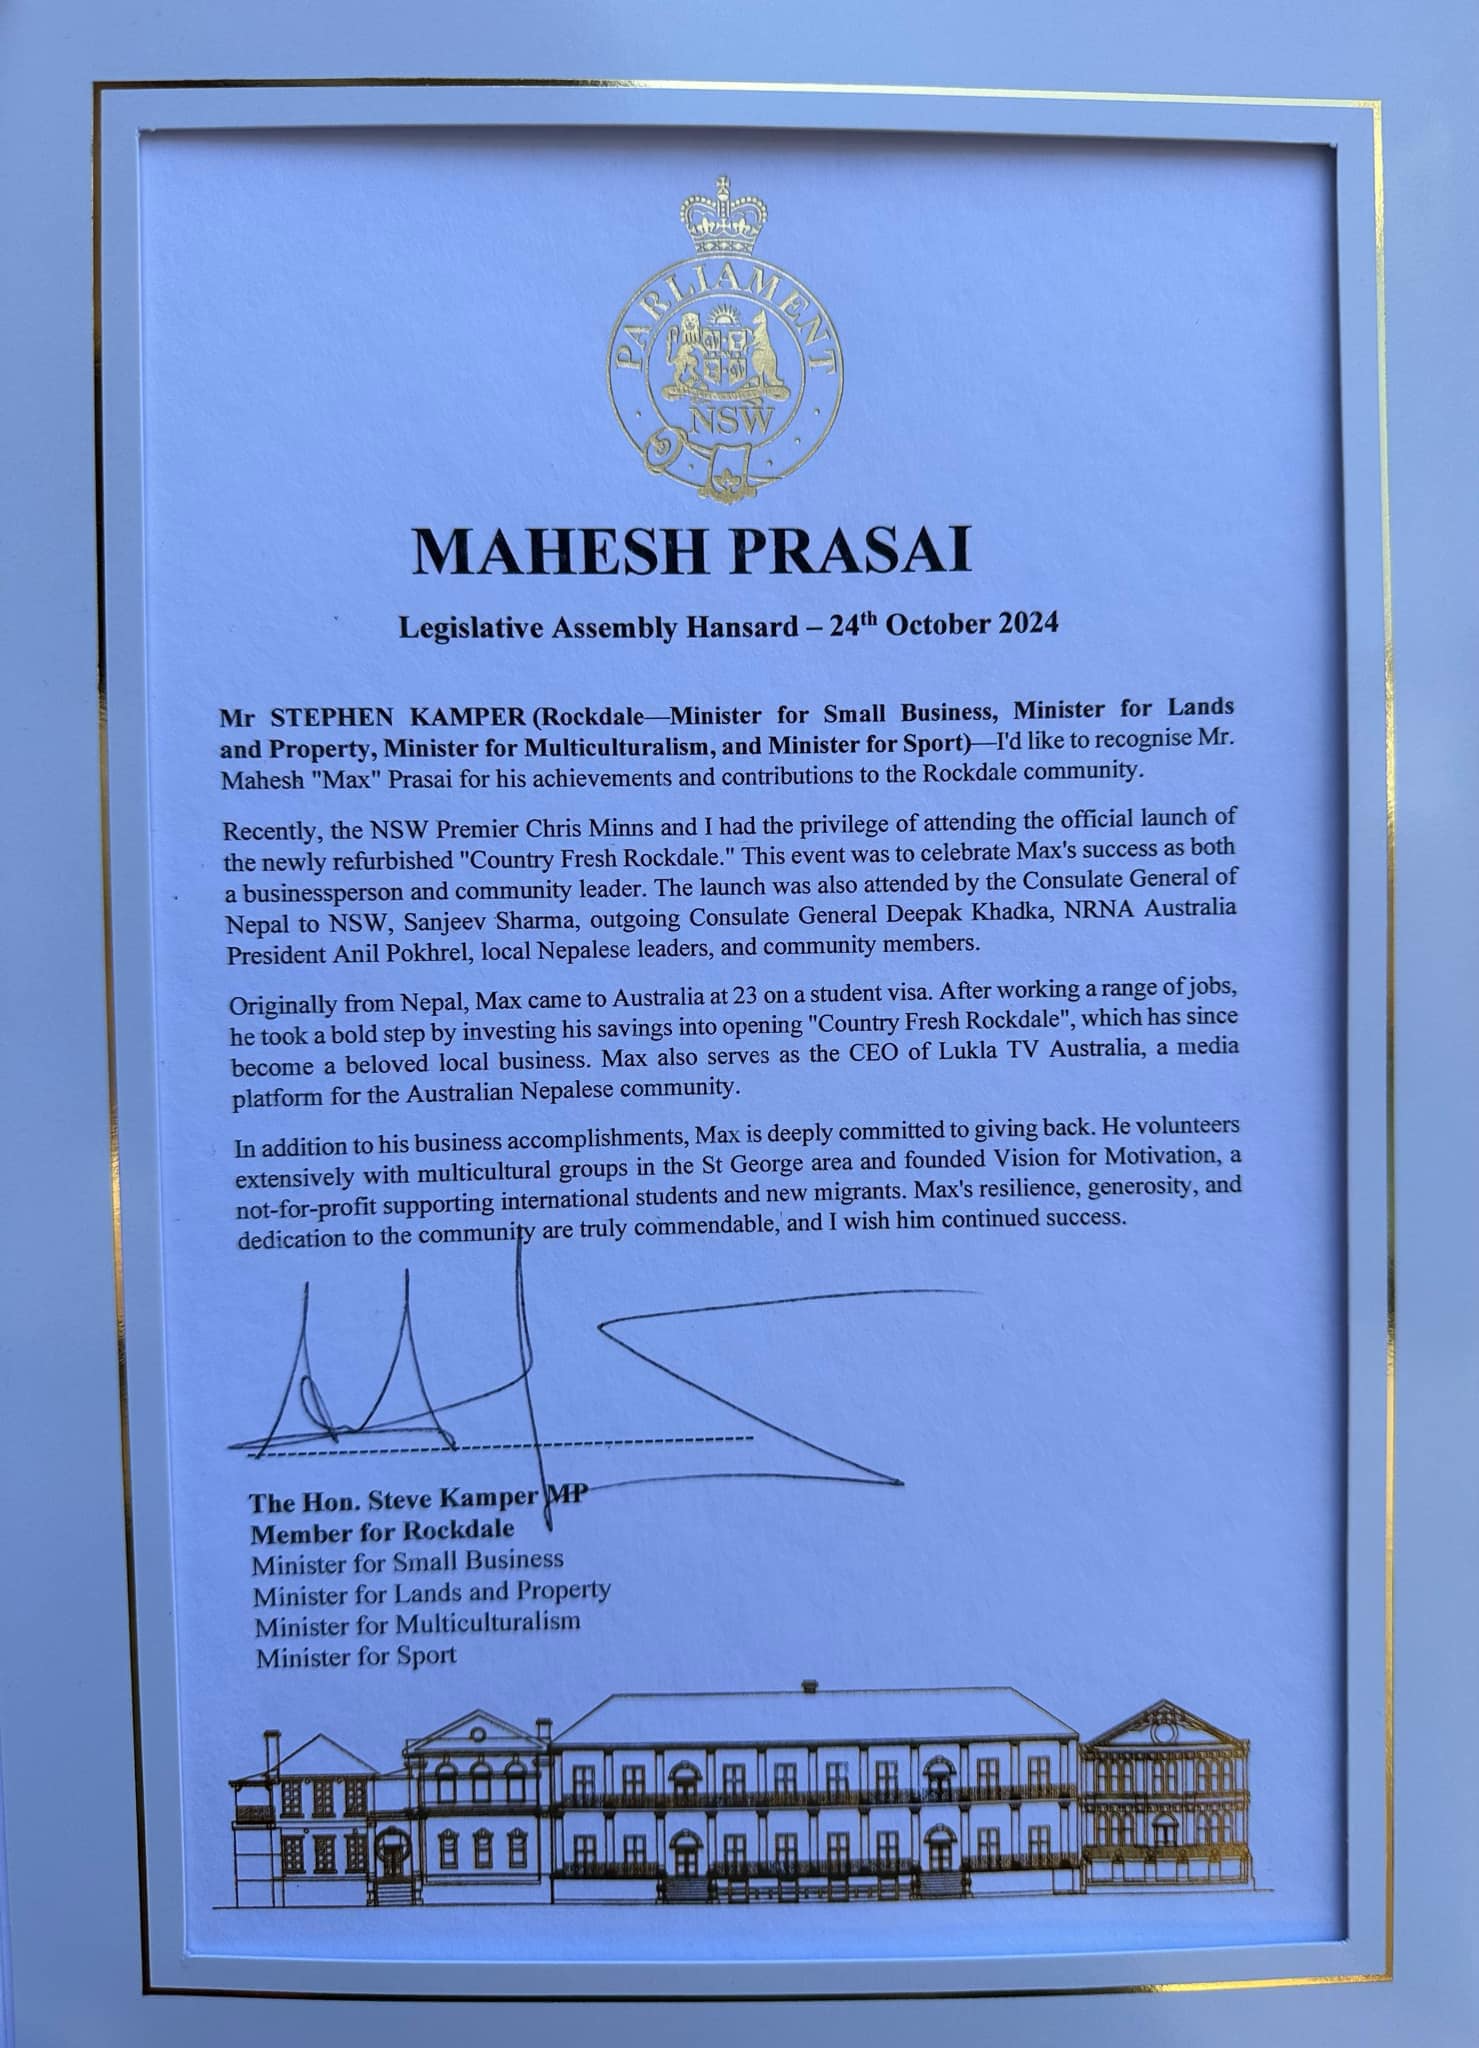 PARLIAMENT
NSW
MAHESH PRASAI
Legislative Assembly Hansard – 24th October 2024
Mr STEPHEN KAMPER (Rockdale—Minister for Small Business, Minister for Lands
and Property, Minister for Multiculturalism, and Minister for Sport)—I'd like to recognise Mr.
Mahesh "Max" Prasai for his achievements and contributions to the Rockdale community.
Recently, the NSW Premier Chris Minns and I had the privilege of attending the official launch of
the newly refurbished "Country Fresh Rockdale." This event was to celebrate Max's success as both
a businessperson and community leader. The launch was also attended by the Consulate General of
Nepal to NSW, Sanjeev Sharma, outgoing Consulate General Deepak Khadka, NRNA Australia
President Anil Pokhrel, local Nepalese leaders, and community members.
Originally from Nepal, Max came to Australia at 23 on a student visa. After working a range of jobs,
he took a bold step by investing his savings into opening "Country Fresh Rockdale", which has since
become a beloved local business. Max also serves as the CEO of Lukla TV Australia, a media
platform for the Australian Nepalese community.
In addition to his business accomplishments, Max is deeply committed to giving back. He volunteers
extensively with multicultural groups in the St George area and founded Vision for Motivation, a
not-for-profit supporting international students and new migrants. Max's resilience, generosity, and
dedication to the community are truly commendable, and I wish him continued success.
The Hon. Steve Kamper MP
Member for Rockdale
Minister for Small Business
Minister for Lands and Property
Minister for Multiculturalism
Minister for Sport